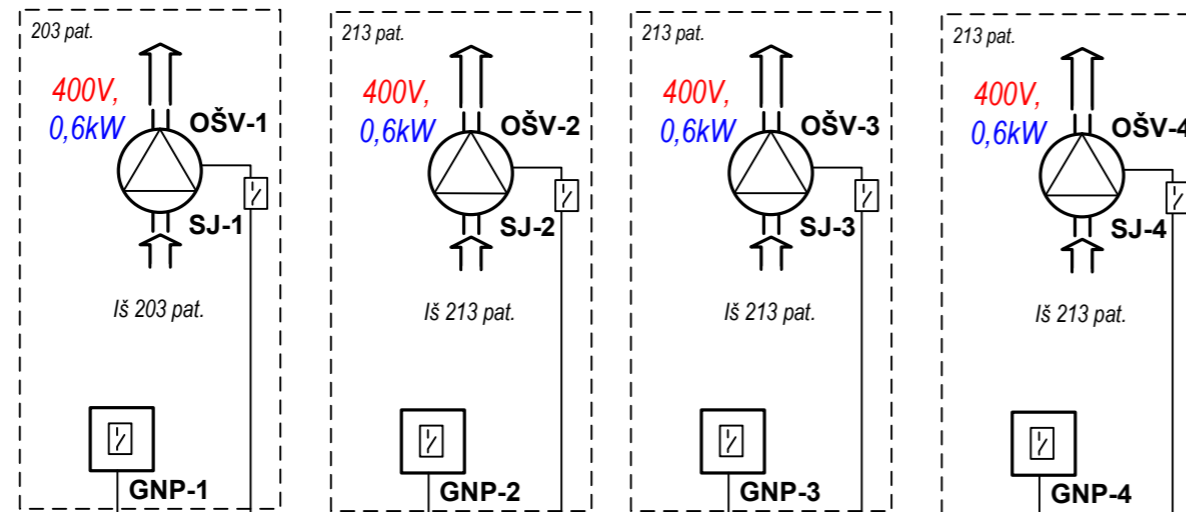 203 pat.
400V,
0,6kW
OŠV-1
SJ-1
Iš 203 pat.
GNP-1
213 pat.
400V,
0,6kW
OŠV-2
SJ-2
Iš 213 pat.
GNP-2
213 pat.
400V,
0,6kW
OŠV-3
SJ-3
Iš 213 pat.
GNP-3
213 pat.
400V,
0,6kW
OŠV-4
SJ-4
Iš 213 pat.
GNP-4